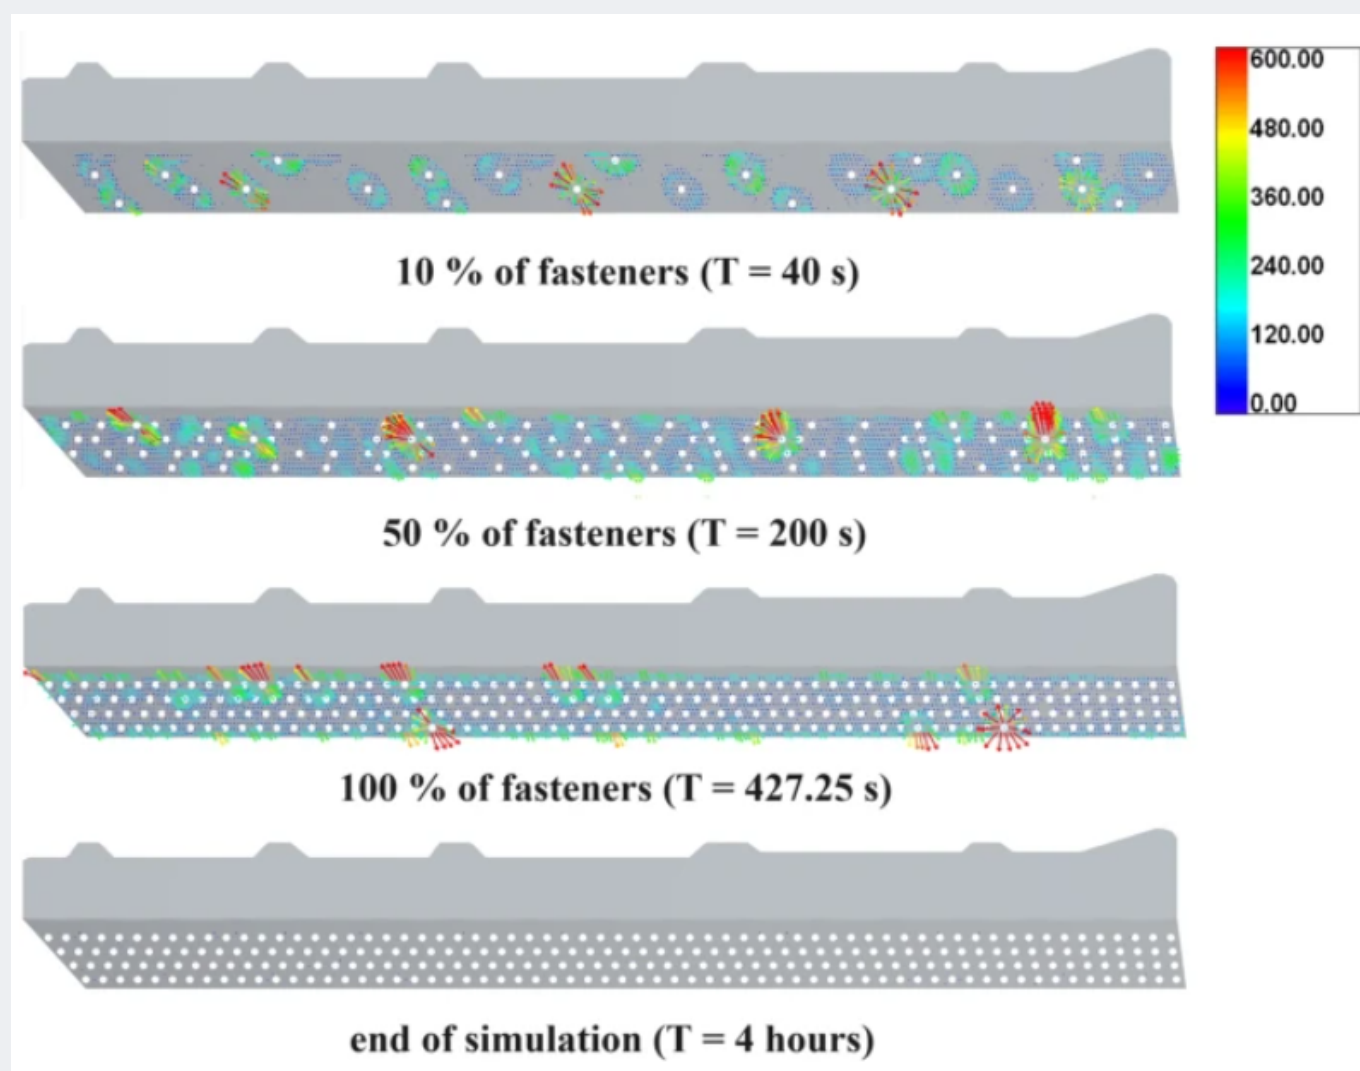 600.00
480.00
360.00
240.00
120.00
0.00
10 % of fasteners (T = 40 s)
50 % of fasteners (T = 200 s)
100 % of fasteners (T = 427.25 s)
end of simulation (T = 4 hours)